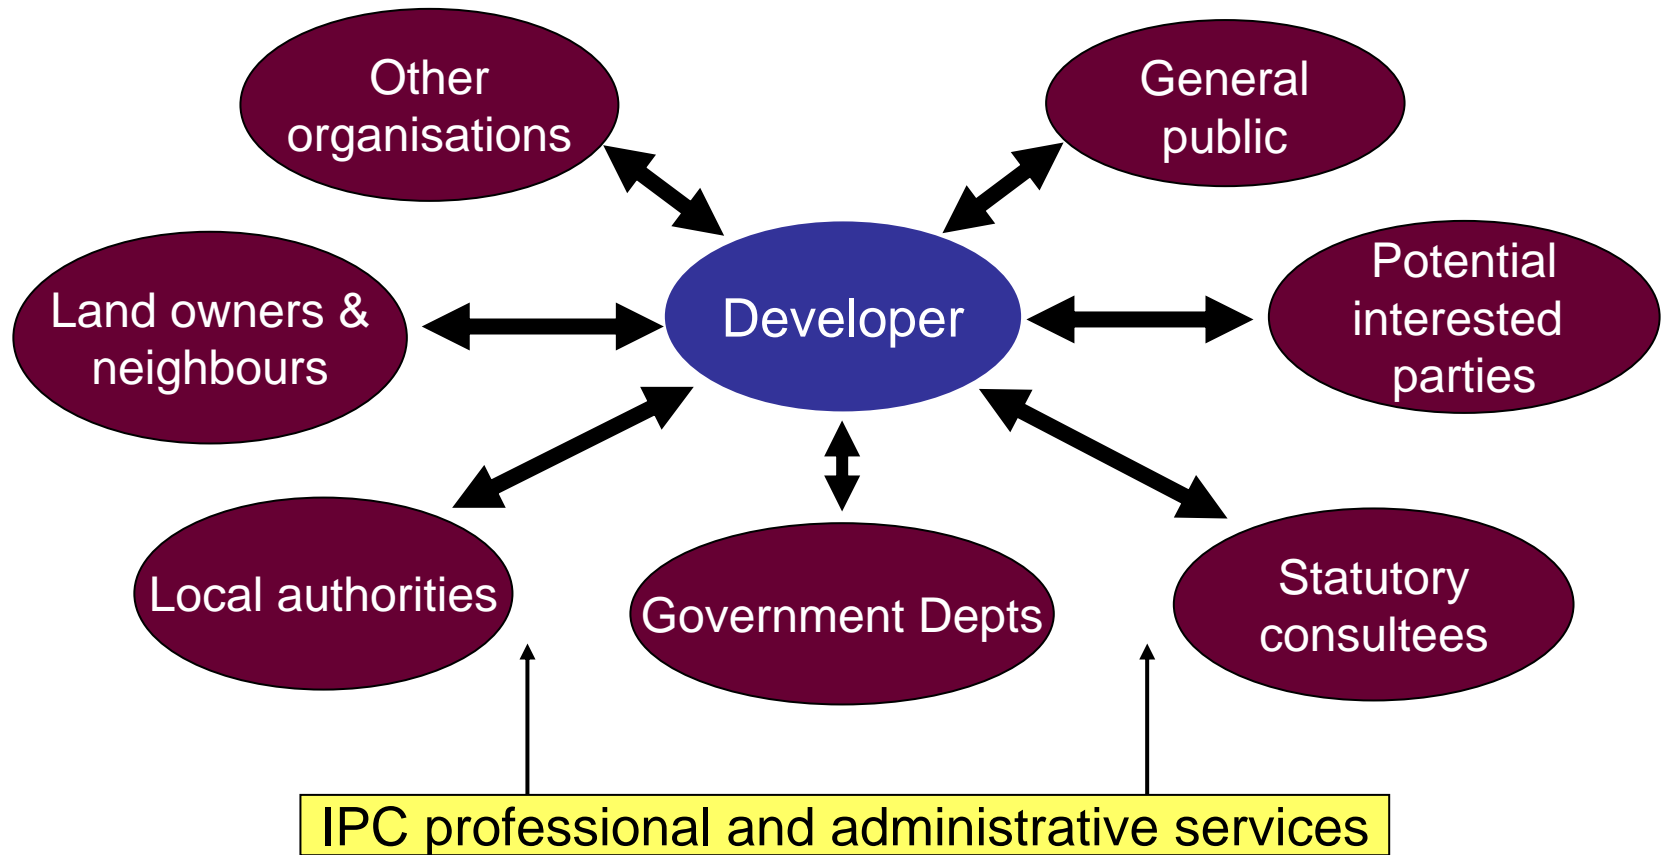 Other
organisations
General
public
Land owners &
neighbours
Developer
Potential
interested
parties
Local authorities
Government Depts
Statutory
consultees
IPC professional and administrative services